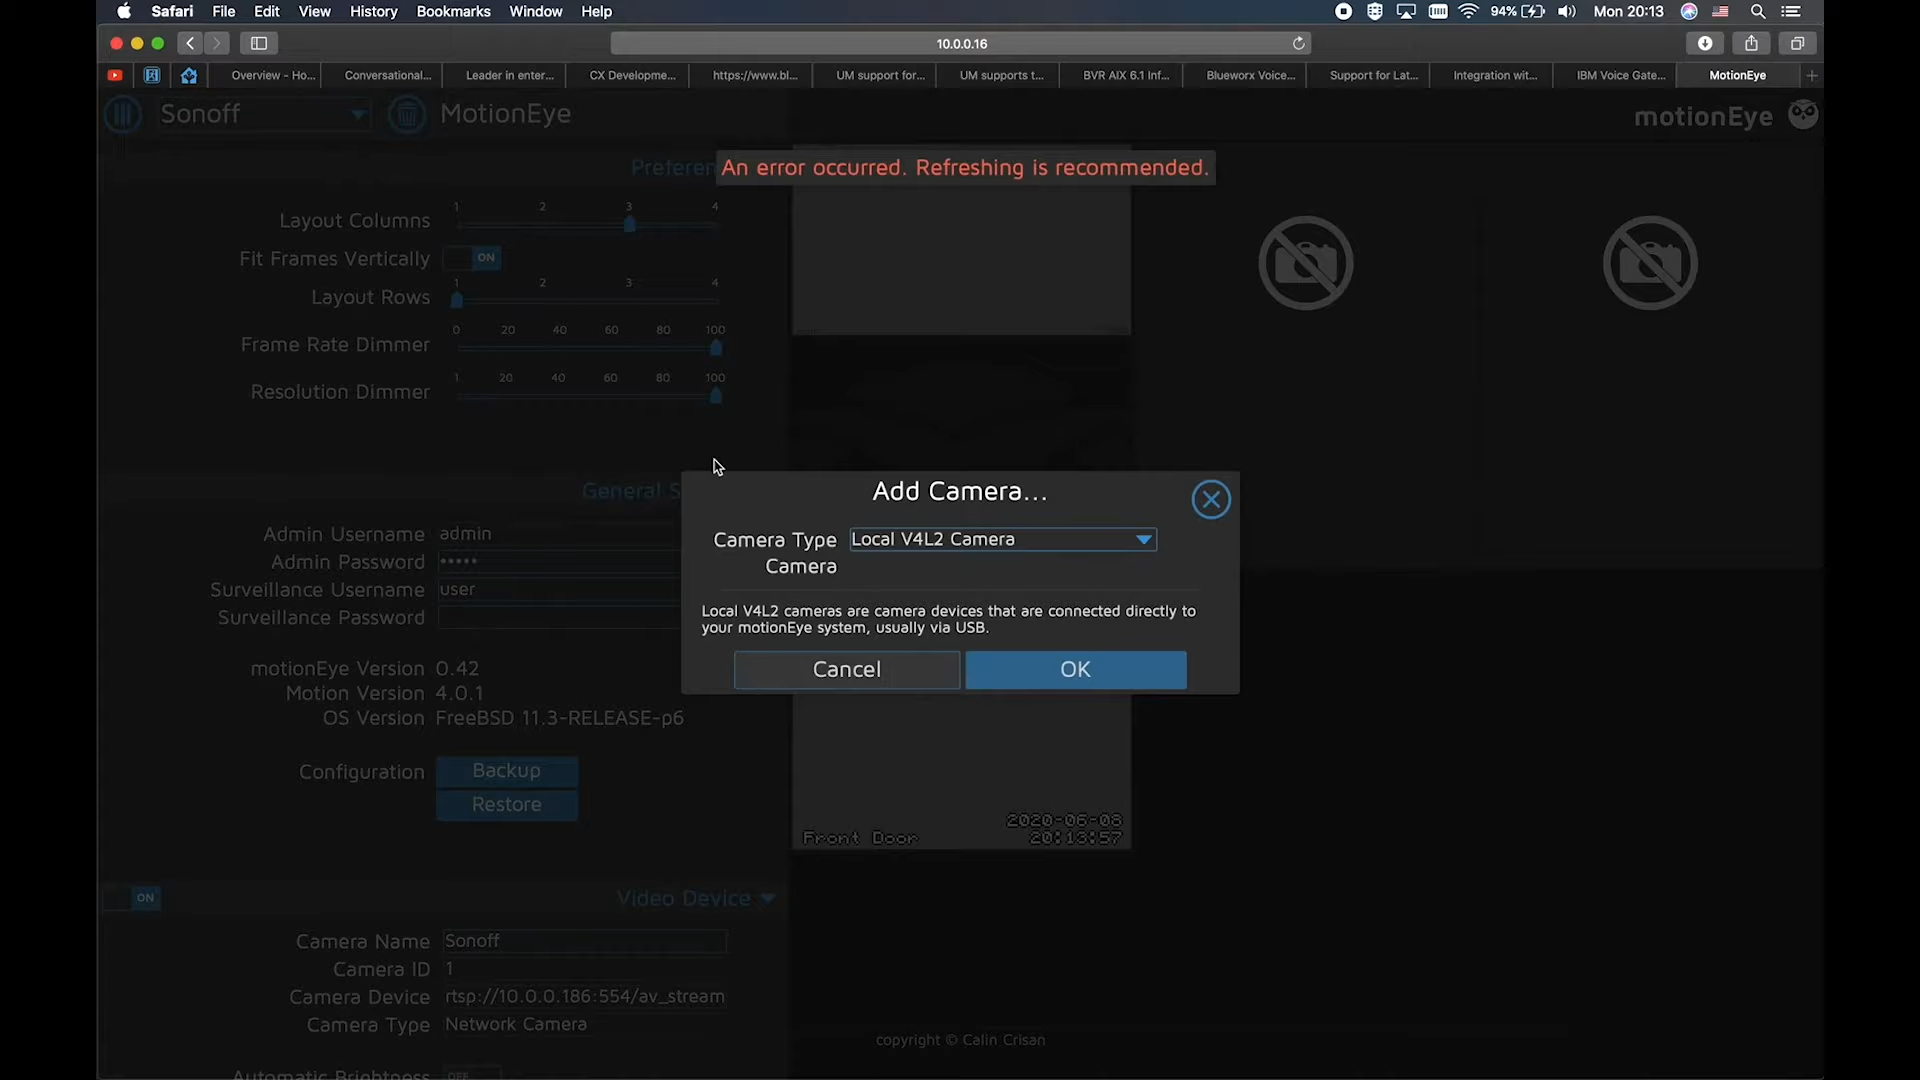 Safari File Edit View History Bookmarks Window Help 94% Mon 20:13
10.0.0.16
Overview - Ho... Conversational... Leader in enter... CX Developme... https://www.bl... UM support for... UM supports t... BVR AIX 6.1 Inf... Blueworx Voice... Support for Lat... Integration wit... IBM Voice Gate... MotionEye
Sonoff MotionEye motionEye
Preferen
An error occurred. Refreshing is recommended.
1 2 3 4
Layout Columns
Fit Frames Vertically ON
1 2 3 4
Layout Rows
0 20 40 60 80 100
Frame Rate Dimmer
1 20 40 60 80 100
Resolution Dimmer
General S
Admin Username admin
Admin Password •••••
Surveillance Username user
Surveillance Password
motionEye Version 0.42
Motion Version 4.0.1
OS Version FreeBSD 11.3-RELEASE-p6
Configuration Backup
Restore
Add Camera...
Camera Type Local V4L2 Camera
Camera
Local V4L2 cameras are camera devices that are connected directly to
your motionEye system, usually via USB.
Cancel OK
2020-06-08
Front Door 20:13:57
ON Video Device
Camera Name Sonoff
Camera ID 1
Camera Device rtsp://10.0.0.186:554/av_stream
Camera Type Network Camera
Automatic Brightness OFF
copyright © Calin Crisan